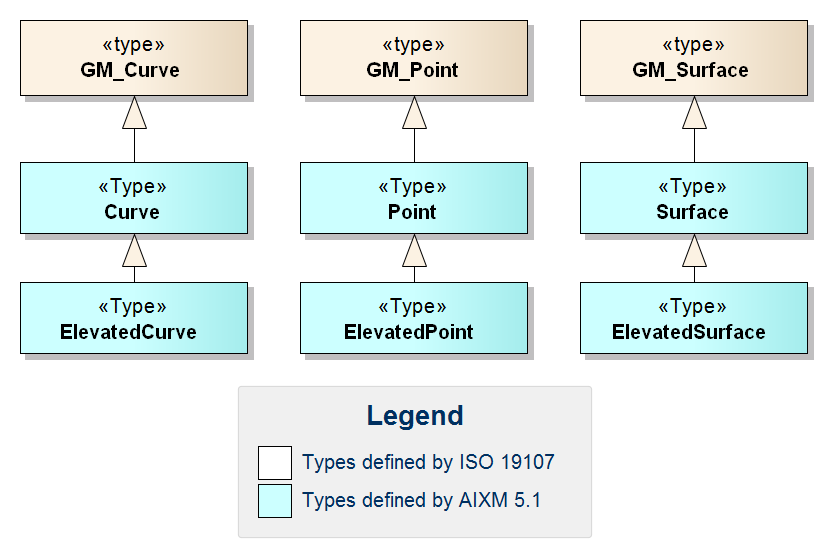 «type»
GM_Curve
«type»
GM_Point
«type»
GM_Surface
«Type»
Curve
«Type»
Point
«Type»
Surface
«Type»
ElevatedCurve
«Type»
ElevatedPoint
«Type»
ElevatedSurface
Legend
Types defined by ISO 19107
Types defined by AIXM 5.1